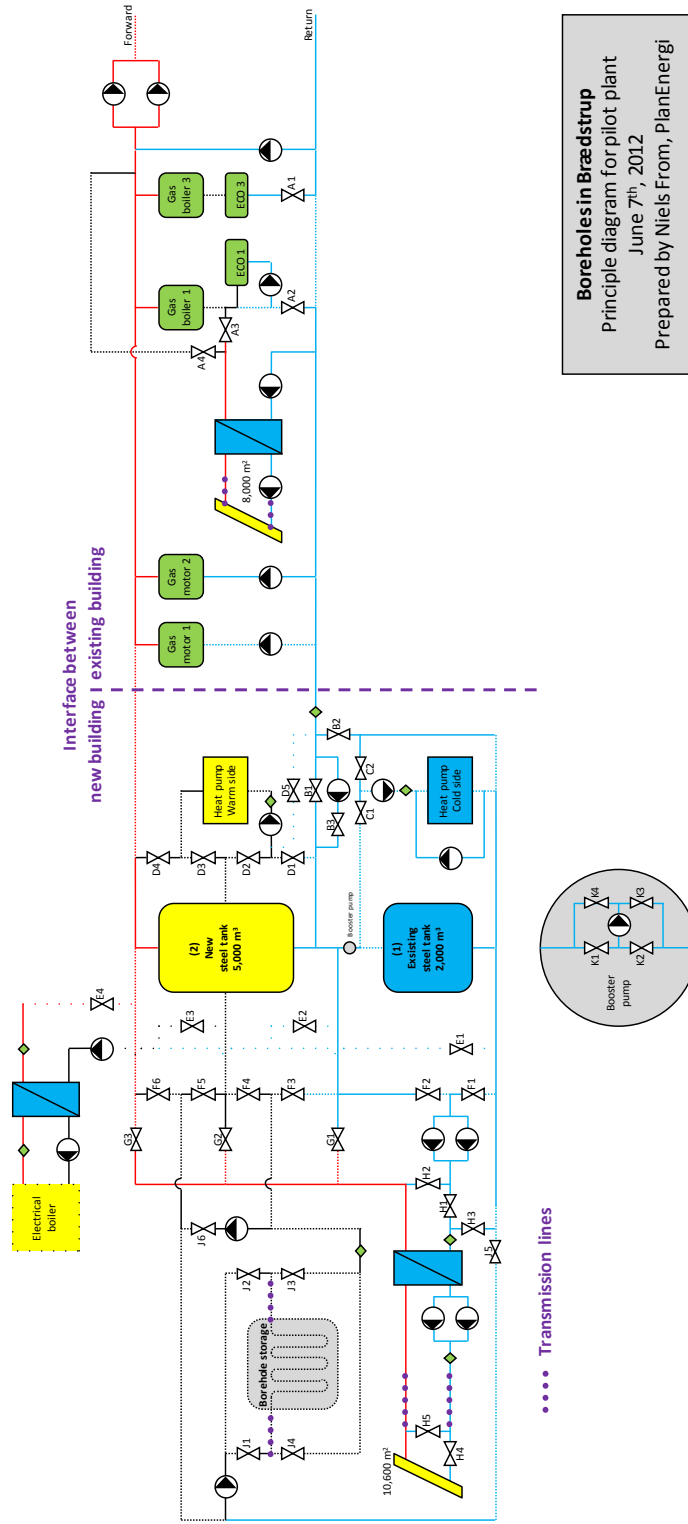 Forward
Return
Gas
boiler 3
ECO 3
A1
Gas
boiler 1
ECO 1
A2
A3
A4
8,000 m²
Gas
motor 2
Gas
motor 1
Interface between
new building
existing building
B2
D5
B1
B3
C2
C1
Heat pump
Warm side
Heat pump
Cold side
D4
D3
D2
D1
(2)
New
steel tank
5,000 m³
Booster pump
(1)
Exsisting
steel tank
2,000 m³
E4
E3
E2
E1
F6
F5
F4
F3
F2
F1
G3
G2
G1
Electrical
boiler
H2
H1
H3
J5
J6
J2
J3
Borehole storage
J1
J4
H5
H4
10,600 m²
Transmission lines
K4
K3
K1
K2
Booster
pump
Boreholes in Brædstrup
Principle diagram for pilot plant
June 7th, 2012
Prepared by Niels From, PlanEnergi